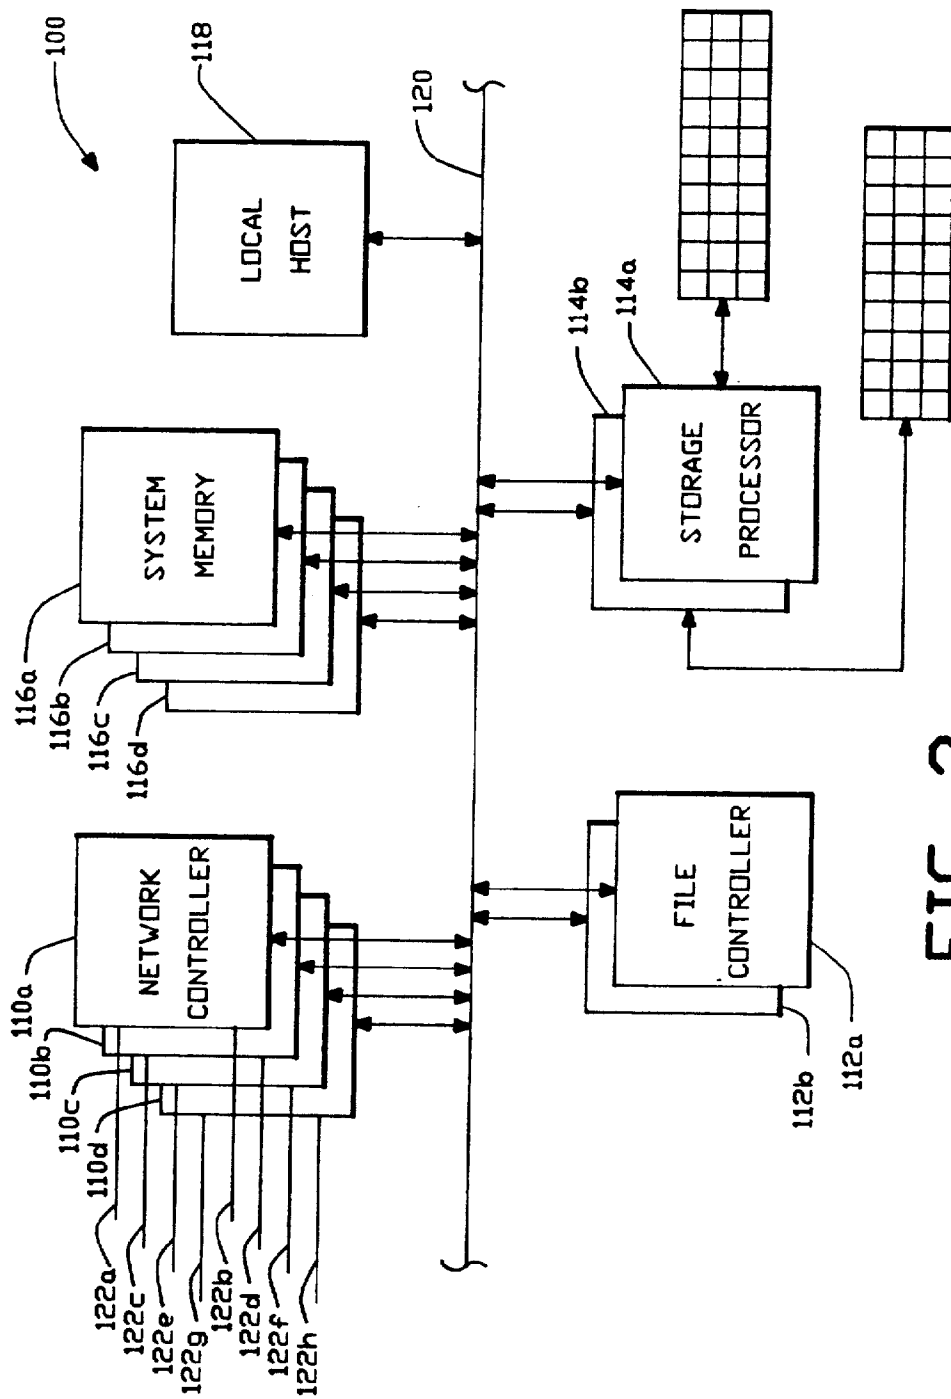 100
118
LOCAL
HOST
120
116a
116b
116c
116d
SYSTEM
MEMORY
110a
110b
110c
110d
NETWORK
CONTROLLER
122a
122c
122e
122g
122b
122d
122f
122h
114b
114a
STORAGE
PROCESSOR
FILE
CONTROLLER
112b
112a
FIG